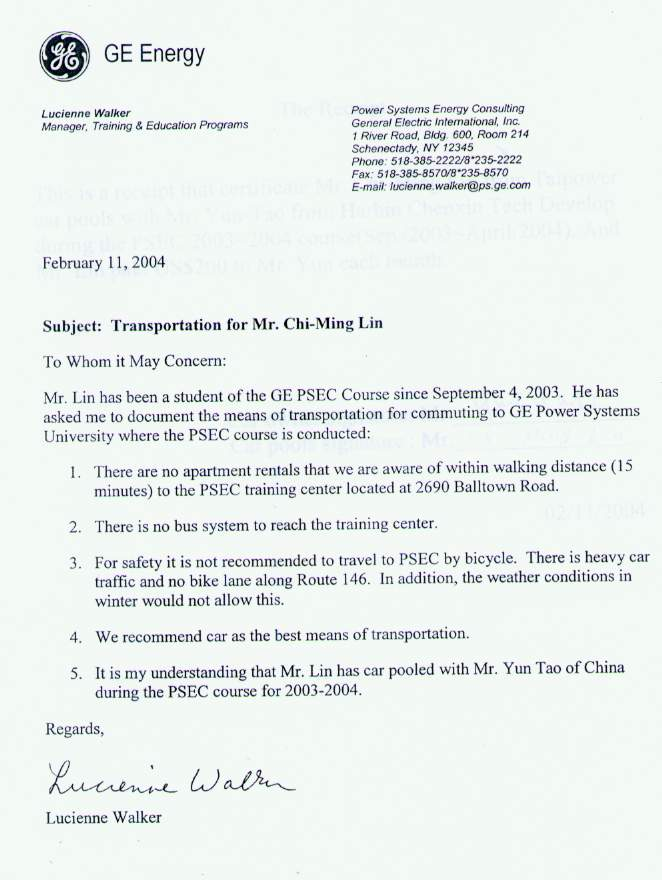 GE Energy
Lucienne Walker
Manager, Training & Education Programs
Power Systems Energy Consulting
General Electric International, Inc.
1 River Road, Bldg. 600, Room 214
Schenectady, NY 12345
Phone: 518-385-2222/8*235-2222
Fax: 518-385-8570/8*235-8570
E-mail: lucienne.walker@ps.ge.com
February 11, 2004
Subject: Transportation for Mr. Chi-Ming Lin
To Whom it May Concern:
Mr. Lin has been a student of the GE PSEC Course since September 4, 2003. He has
asked me to document the means of transportation for commuting to GE Power Systems
University where the PSEC course is conducted:
1. There are no apartment rentals that we are aware of within walking distance (15
minutes) to the PSEC training center located at 2690 Balltown Road.
2. There is no bus system to reach the training center.
3. For safety it is not recommended to travel to PSEC by bicycle. There is heavy car
traffic and no bike lane along Route 146. In addition, the weather conditions in
winter would not allow this.
4. We recommend car as the best means of transportation.
5. It is my understanding that Mr. Lin has car pooled with Mr. Yun Tao of China
during the PSEC course for 2003-2004.
Regards,
Lucienne Walker
Lucienne Walker